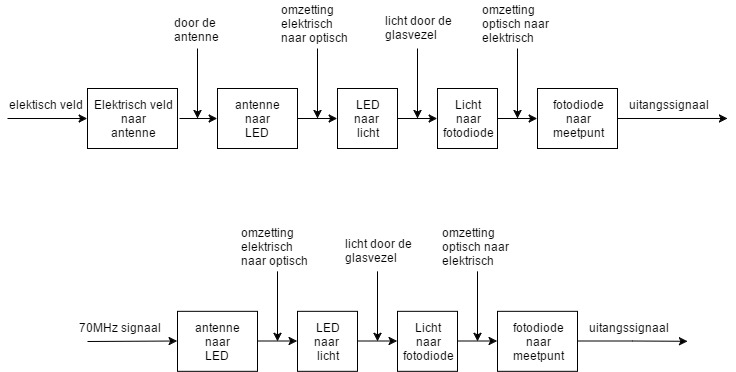 door de
antenne
omzetting
elektrisch
naar optisch
licht door de
glasvezel
omzetting
optisch naar
elektrisch
elektisch veld
Elektrisch veld
naar
antenne
antenne
naar
LED
LED
naar
licht
Licht
naar
fotodiode
fotodiode
naar
meetpunt
uitangssignaal
omzetting
elektrisch
naar optisch
licht door de
glasvezel
omzetting
optisch naar
elektrisch
70MHz signaal
antenne
naar
LED
LED
naar
licht
Licht
naar
fotodiode
fotodiode
naar
meetpunt
uitangssignaal